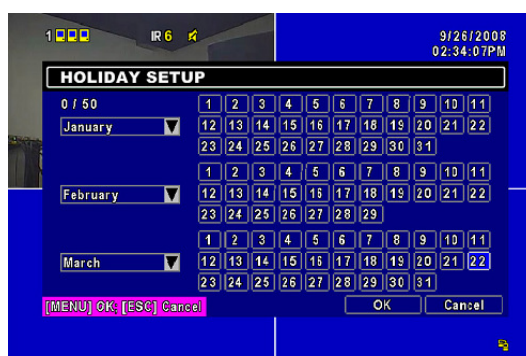 1 IR 6 9/26/2008
02:34:07PM
HOLIDAY SETUP
0 / 50
1 2 3 4 5 6 7 8 9 10 11
January 12 13 14 15 16 17 18 19 20 21 22
23 24 25 26 27 28 29 30 31
1 2 3 4 5 6 7 8 9 10 11
February 12 13 14 15 16 17 18 19 20 21 22
23 24 25 26 27 28 29
1 2 3 4 5 6 7 8 9 10 11
March 12 13 14 15 16 17 18 19 20 21 22
23 24 25 26 27 28 29 30 31
[MENU] OK; [ESC] Cancel OK Cancel